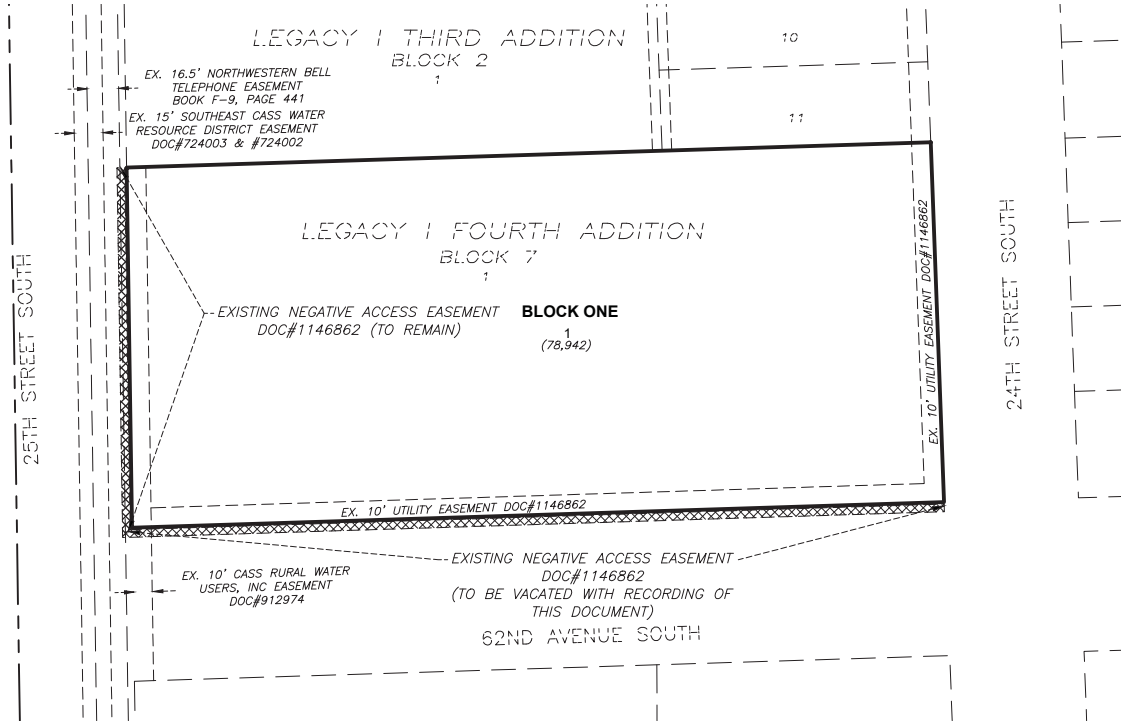 LEGACY I THIRD ADDITION
BLOCK 2
1
10
11
EX. 16.5' NORTHWESTERN BELL
TELEPHONE EASEMENT
BOOK F-9, PAGE 441
EX. 15' SOUTHEAST CASS WATER
RESOURCE DISTRICT EASEMENT
DOC#724003 & #724002
LEGACY I FOURTH ADDITION
BLOCK 7
1
EXISTING NEGATIVE ACCESS EASEMENT
DOC#1146862 (TO REMAIN)
BLOCK ONE
1
(78,942)
25TH STREET SOUTH
EX. 10' UTILITY EASEMENT DOC#1146862
24TH STREET SOUTH
EX. 10' UTILITY EASEMENT DOC#1146862
EX. 10' CASS RURAL WATER
USERS, INC EASEMENT
DOC#912974
EXISTING NEGATIVE ACCESS EASEMENT
DOC#1146862
(TO BE VACATED WITH RECORDING OF
THIS DOCUMENT)
62ND AVENUE SOUTH